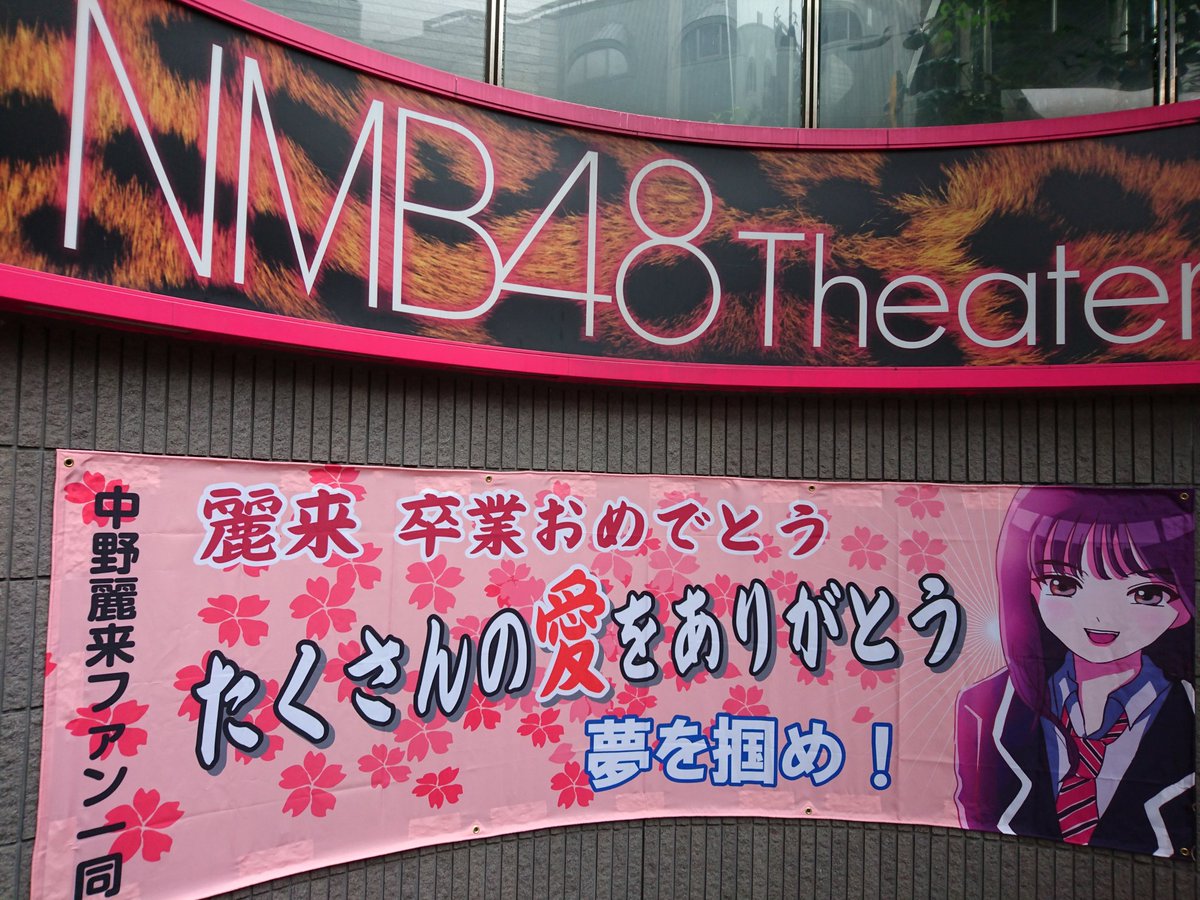 NMB48 Theater
麗来 卒業おめでとう
たくさんの愛をありがとう
夢を掴め！
中野麗来ファン一同